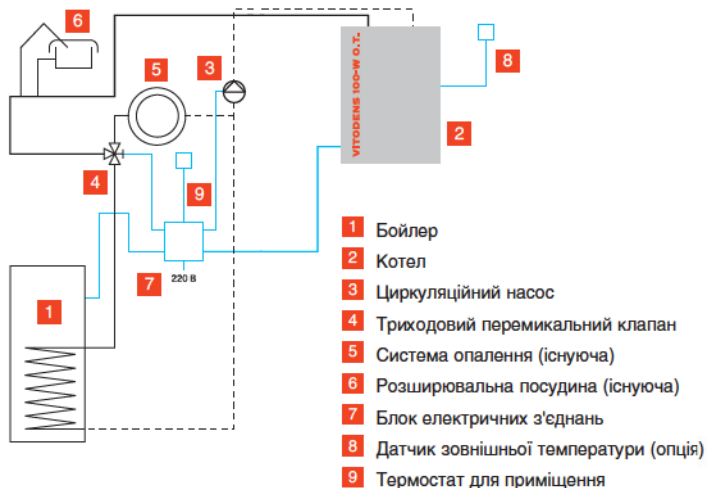 6
5
3
VITODENS 100-W O.T.
8
2
4
9
7
220 В
1
1 Бойлер
2 Котел
3 Циркуляційний насос
4 Триходовий перемикальний клапан
5 Система опалення (існуюча)
6 Розширювальна посудина (існуюча)
7 Блок електричних з'єднань
8 Датчик зовнішньої температури (опція)
9 Термостат для приміщення